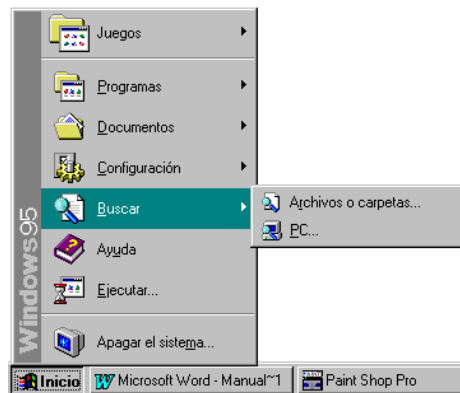 Juegos
Programas
Documentos
Configuración
Buscar
Archivos o carpetas...
PC...
Ayuda
Ejecutar...
Apagar el sistema...
Windows95
Inicio
Microsoft Word - Manual~1
Paint Shop Pro